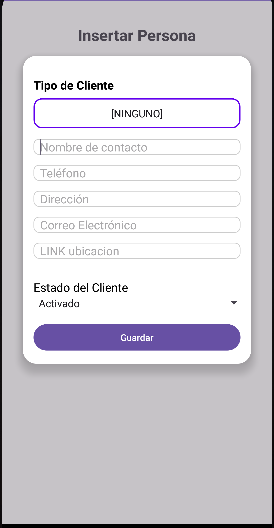 Insertar Persona
Tipo de Cliente
[NINGUNO]
Nombre de contacto
Teléfono
Dirección
Correo Electrónico
LINK ubicacion
Estado del Cliente
Activado
Guardar